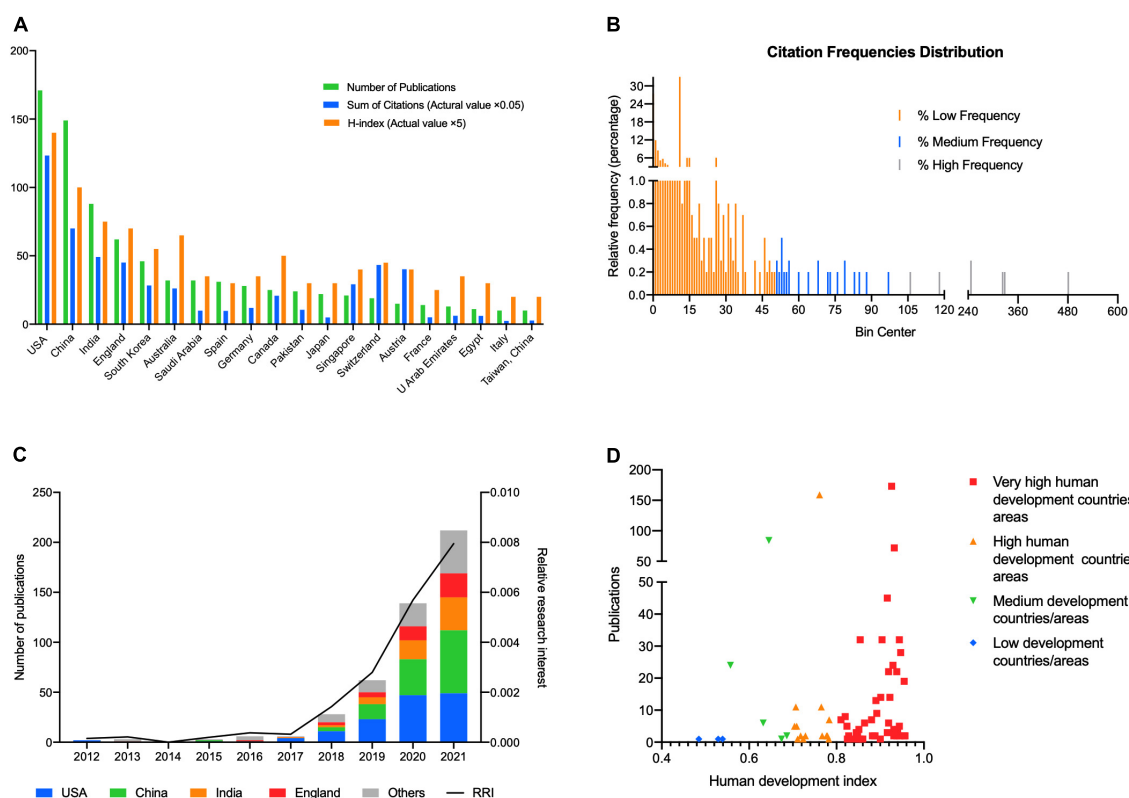 A
200
150
100
50
0
Number of Publications
Sum of Citations (Actural value ×0.05)
H-index (Actual value ×5)
USA
China
India
England
South Korea
Australia
Saudi Arabia
Spain
Germany
Canada
Pakistan
Japan
Singapore
Switzerland
Austria
France
U Arab Emirates
Egypt
Italy
Taiwan, China
B
Citation Frequencies Distribution
Relative frequency (percentage)
30
24
18
12
6
1.0
0.8
0.6
0.4
0.2
0.0
% Low Frequency
% Medium Frequency
% High Frequency
0 15 30 45 60 75 90 105 120 240 360 480 600
Bin Center
C
Number of publications
250
200
150
100
50
0
0.010
0.008
0.006
0.004
0.002
0.000
Relative research interest
2012 2013 2014 2015 2016 2017 2018 2019 2020 2021
USA China India England Others RRI
D
Publications
200
150
100
50
50
40
30
20
10
0
0.4 0.6 0.8 1.0
Human development index
Very high human
development countries
areas
High human
development countrie
areas
Medium development
countries/areas
Low development
countries/areas